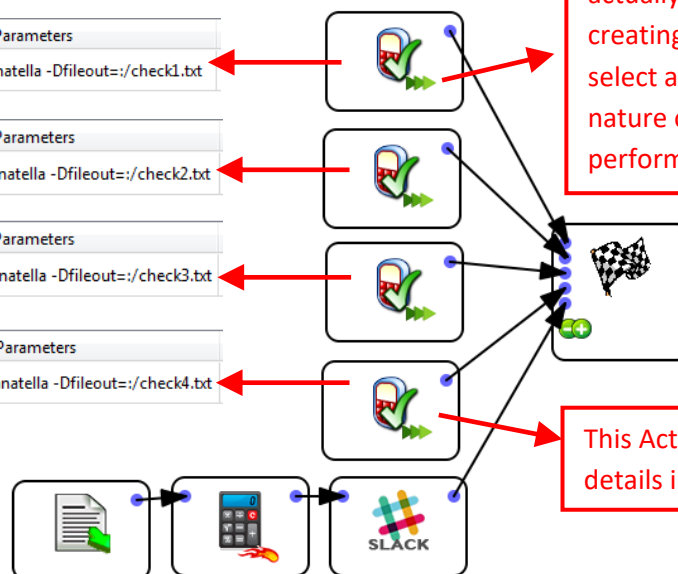 Parameters
natella -Dfileout=:/check1.txt
creating
select a
nature
perform
Parameters
natella -Dfileout=:/check2.txt
Parameters
natella -Dfileout=:/check3.txt
Parameters
natella -Dfileout=:/check4.txt
This Act
details i
SLACK